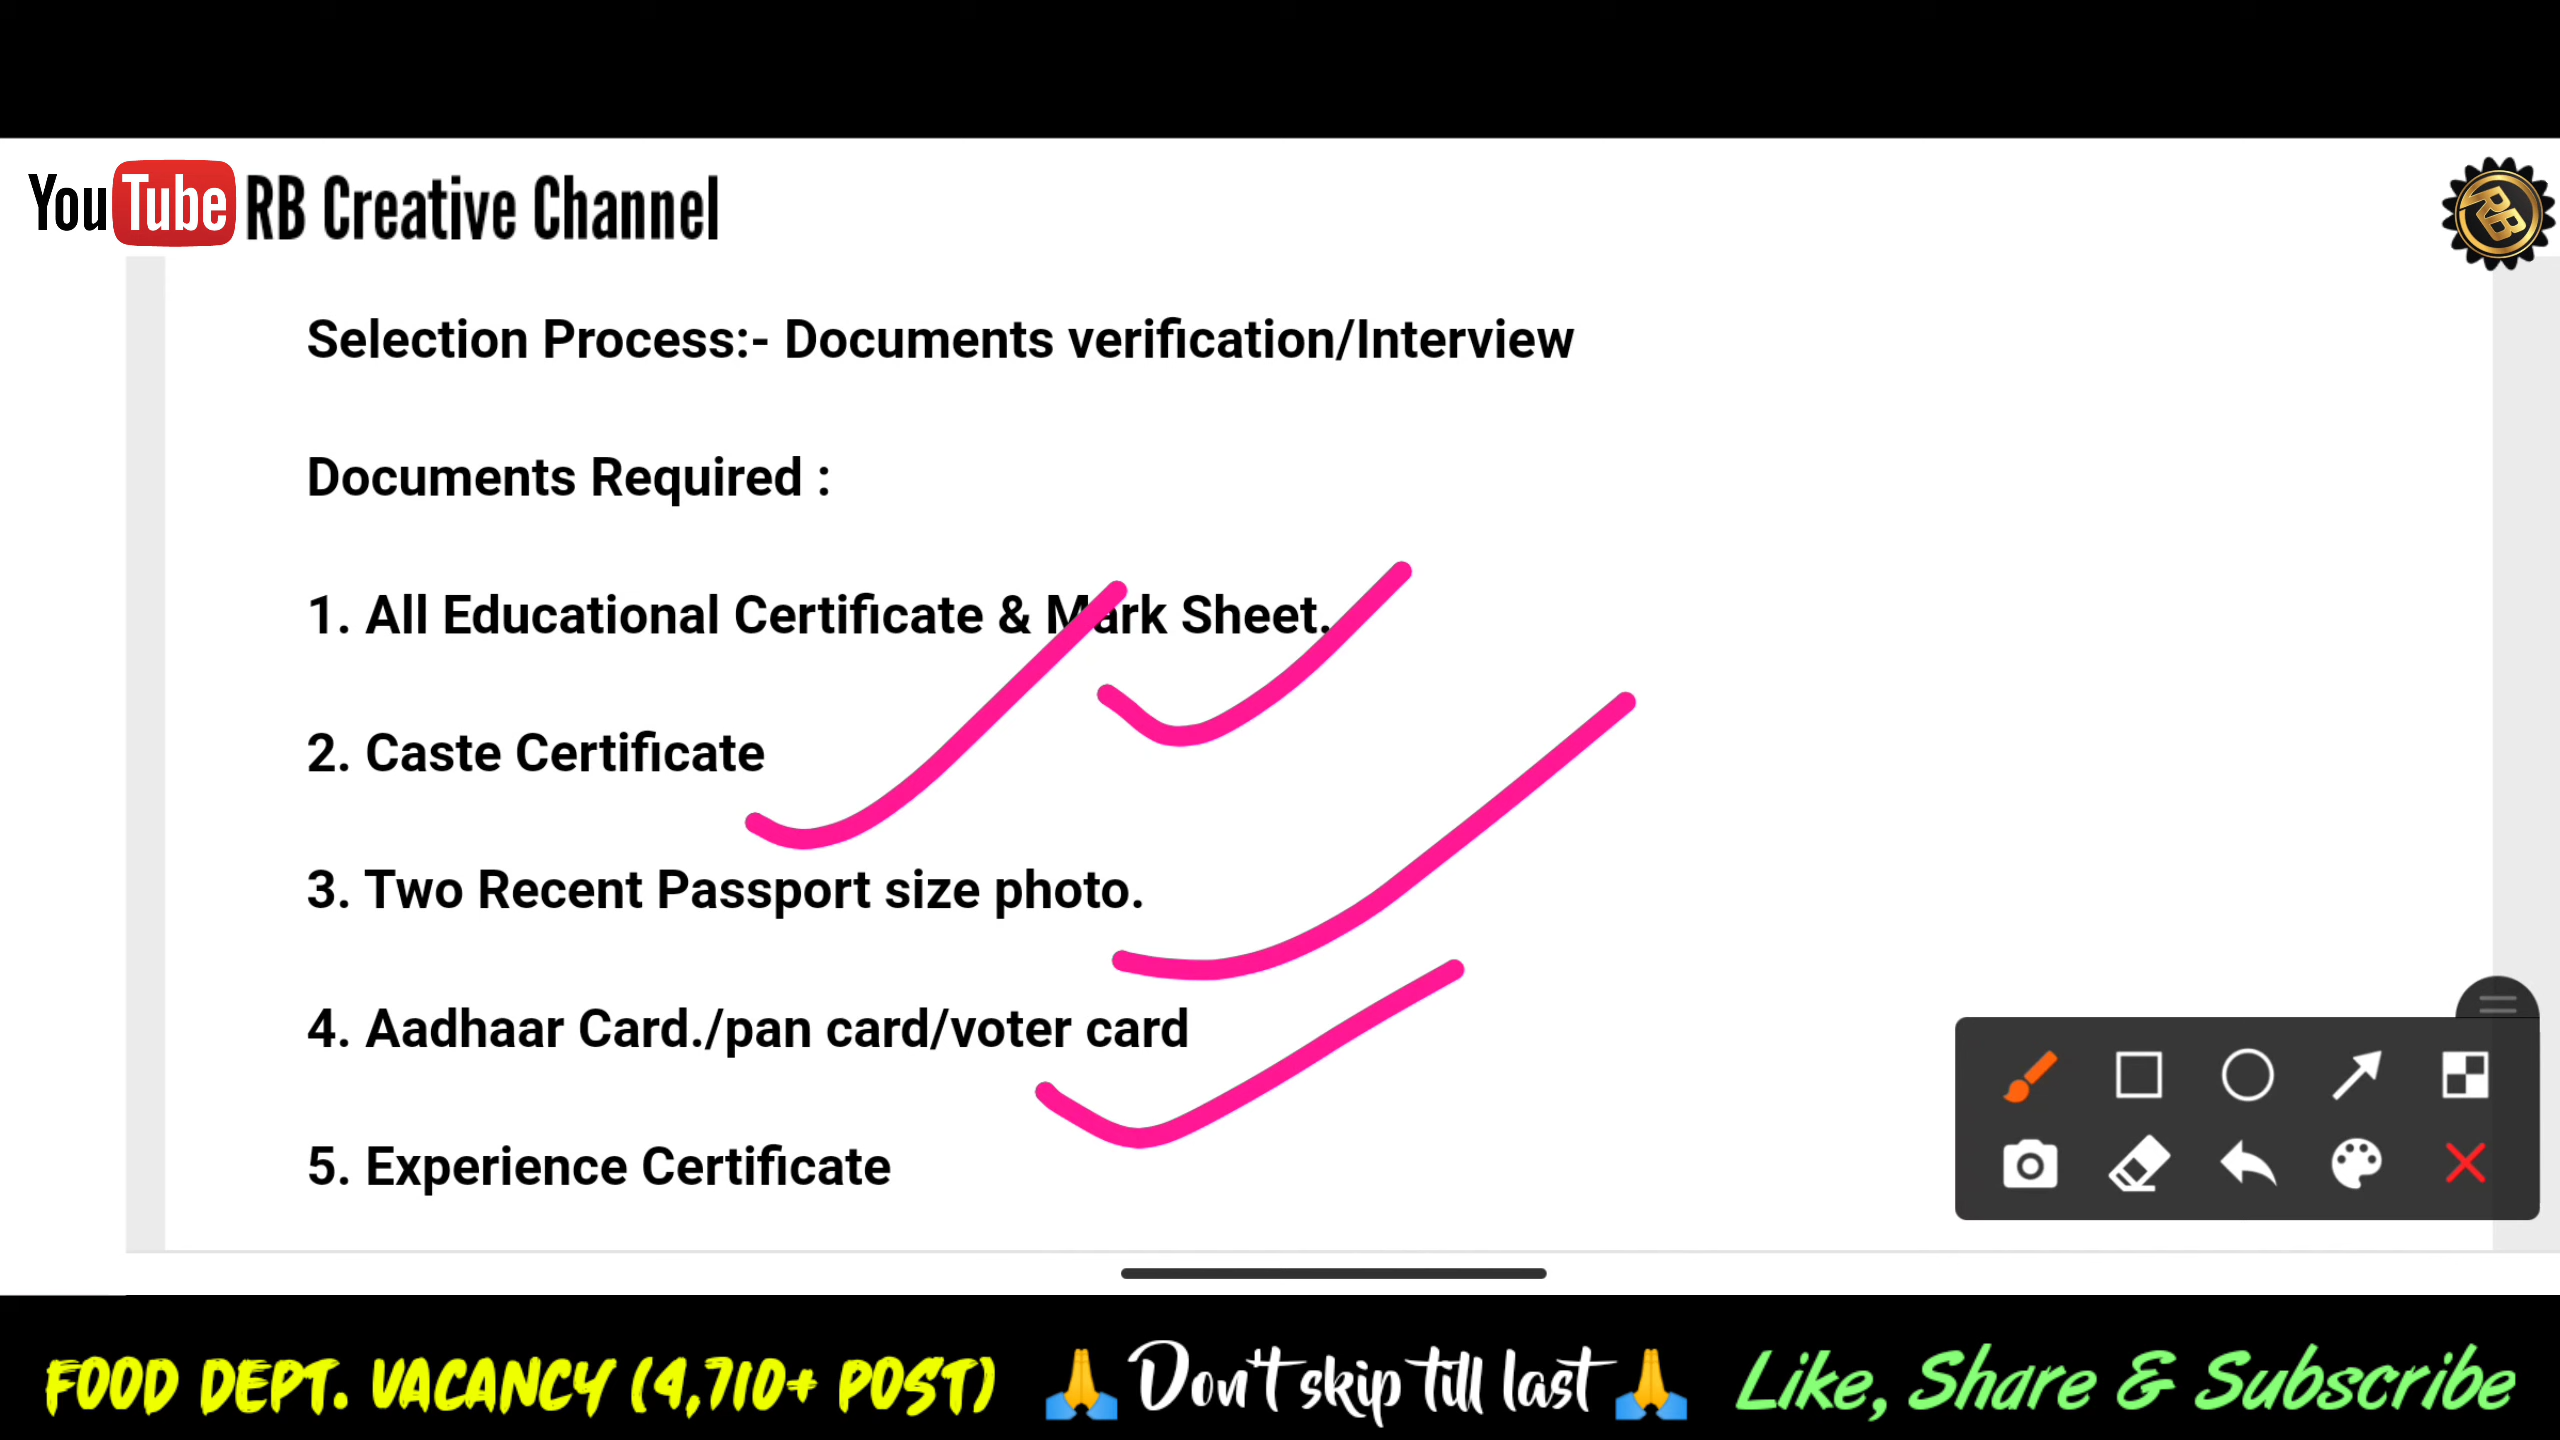 YouTube RB Creative Channel
RB
Selection Process:- Documents verification/Interview
Documents Required :
1. All Educational Certificate & Mark Sheet.
2. Caste Certificate
3. Two Recent Passport size photo.
4. Aadhaar Card./pan card/voter card
5. Experience Certificate
FOOD DEPT. VACANCY (4,710+ POST) 🙏Don't skip till last🙏 Like, Share & Subscribe